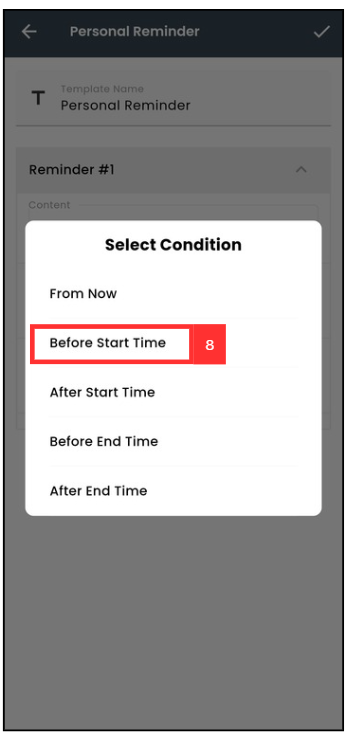 Personal Reminder
Template Name
Personal Reminder
Reminder #1
Content
Select Condition
From Now
Before Start Time
8
After Start Time
Before End Time
After End Time